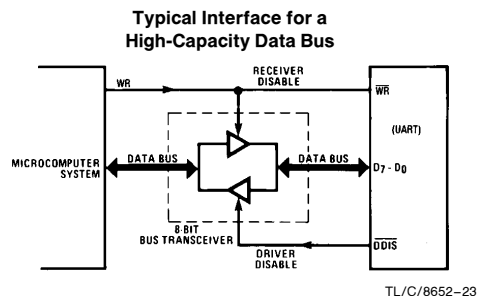 Typical Interface for a
High-Capacity Data Bus
WR
RECEIVER
DISABLE
WR
(UART)
MICROCOMPUTER
SYSTEM
DATA BUS
DATA BUS
D7 - D0
8-BIT
BUS TRANSCEIVER
DRIVER
DISABLE
DDIS
TL/C/8652–23